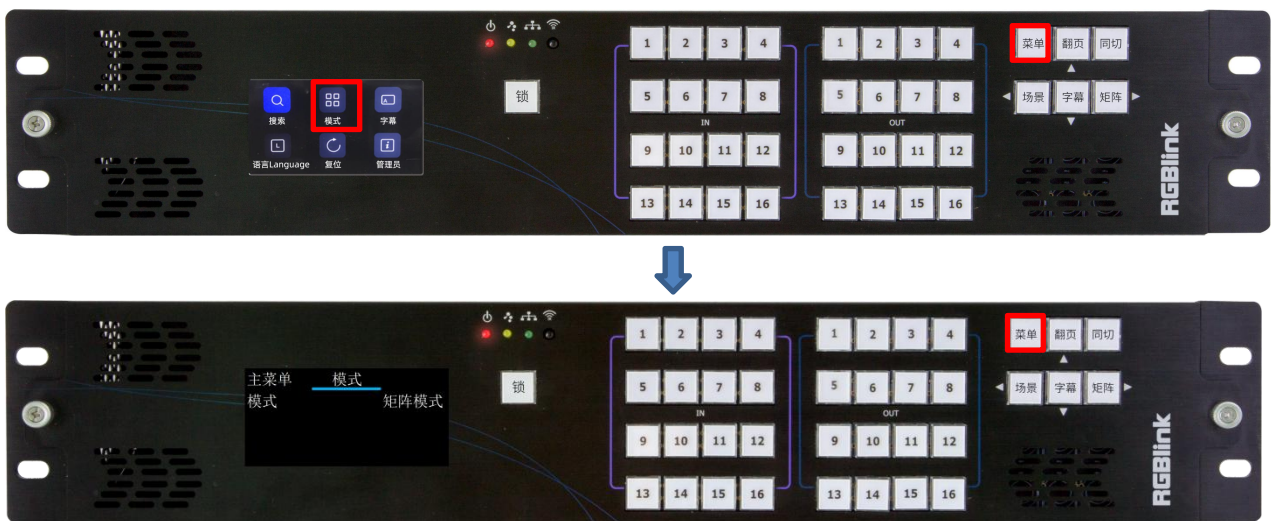 1 2 3 4 1 2 3 4 菜单 翻页 同切
搜索 模式 字幕
锁
5 6 7 8 5 6 7 8 场景 字幕 矩阵
IN OUT
语言Language 复位 管理员
9 10 11 12 9 10 11 12
13 14 15 16 13 14 15 16
RGBlink
1 2 3 4 1 2 3 4 菜单 翻页 同切
主菜单 模式
模式 矩阵模式
锁
5 6 7 8 5 6 7 8 场景 字幕 矩阵
IN OUT
9 10 11 12 9 10 11 12
13 14 15 16 13 14 15 16
RGBlink